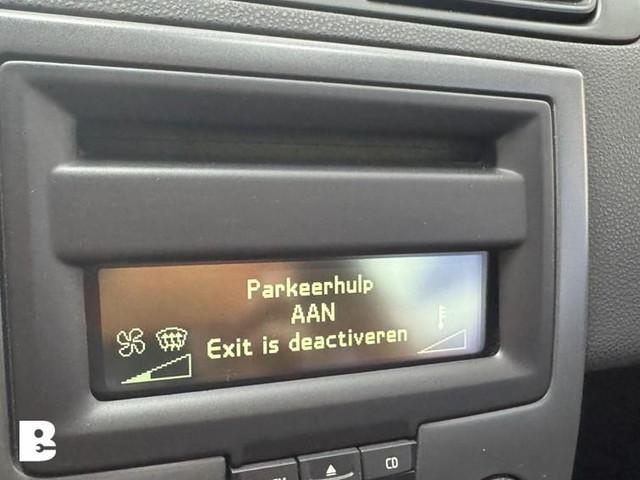 Parkeerhulp
AAN
Exit is deactiveren
CD